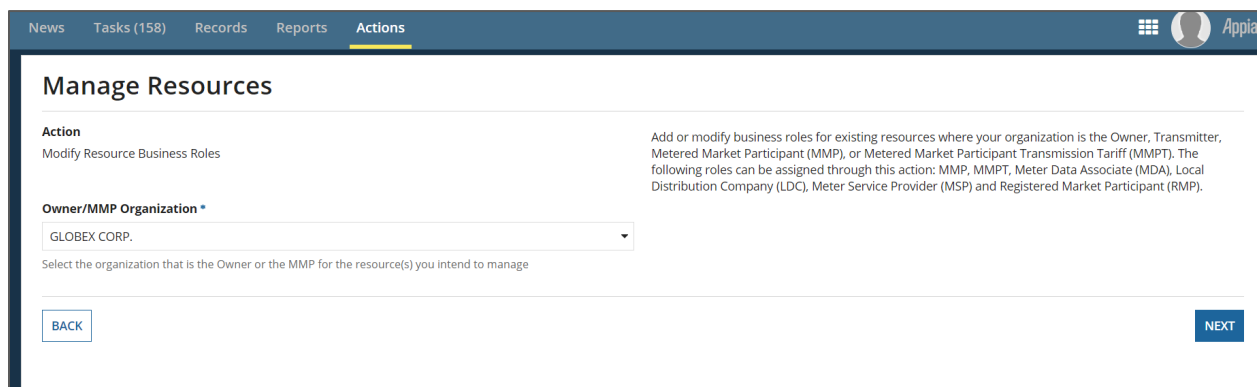 News Tasks (158) Records Reports Actions
Manage Resources
Action
Modify Resource Business Roles
Add or modify business roles for existing resources where your organization is the Owner, Transmitter,
Metered Market Participant (MMP), or Metered Market Participant Transmission Tariff (MMPT). The
following roles can be assigned through this action: MMP, MMPT, Meter Data Associate (MDA), Local
Distribution Company (LDC), Meter Service Provider (MSP) and Registered Market Participant (RMP).
Owner/MMP Organization *
GLOBEX CORP.
Select the organization that is the Owner or the MMP for the resource(s) you intend to manage
BACK NEXT